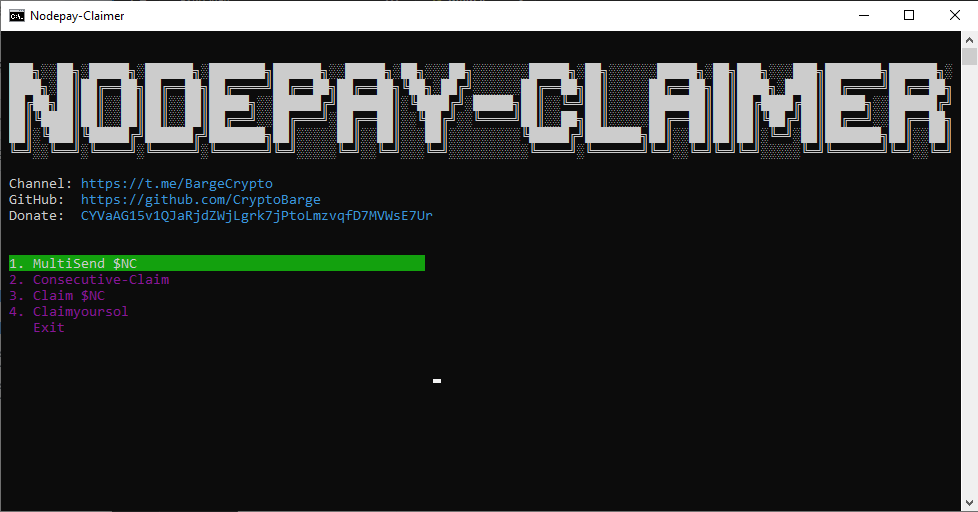 Nodepay-Claimer
NODEPAY-CLAIMER
Channel: https://t.me/BargeCrypto
GitHub: https://github.com/CryptoBarge
Donate: CYVaAG15v1QJaRjdZWjLgrk7jPtoLmzvqfD7MVWsE7Ur
1. MultiSend $NC
2. Consecutive-Claim
3. Claim $NC
4. Claimyoursol
Exit